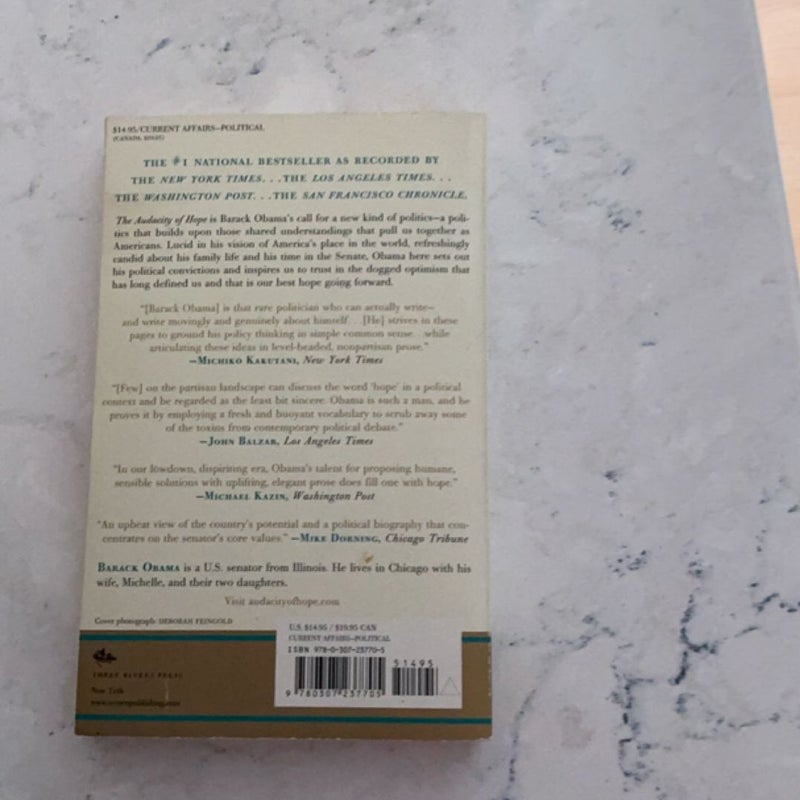 $14.95/CURRENT AFFAIRS—POLITICAL
(CANADA: $19.95)
THE #1 NATIONAL BESTSELLER AS RECORDED BY
THE NEW YORK TIMES. . .THE LOS ANGELES TIMES. . .
THE WASHINGTON POST. . .THE SAN FRANCISCO CHRONICLE.
The Audacity of Hope is Barack Obama's call for a new kind of politics—a poli-
tics that builds upon those shared understandings that pull us together as
Americans. Lucid in his vision of America's place in the world, refreshingly
candid about his family life and his time in the Senate, Obama here sets out
his political convictions and inspires us to trust in the dogged optimism that
has long defined us and that is our best hope going forward.
"[Barack Obama] is that rare politician who can actually write—
and write movingly and genuinely about himself. . .[He] strives in these
pages to ground his policy thinking in simple common sense. . .while
articulating these ideas in level-headed, nonpartisan prose."
—MICHIKO KAKUTANI, New York Times
"[Few] on the partisan landscape can discuss the word 'hope' in a political
context and be regarded as the least bit sincere. Obama is such a man, and he
proves it by employing a fresh and buoyant vocabulary to scrub away some
of the toxins from contemporary political debate."
—JOHN BALZAR, Los Angeles Times
"In our lowdown, dispiriting era, Obama's talent for proposing humane,
sensible solutions with uplifting, elegant prose does fill one with hope."
—MICHAEL KAZIN, Washington Post
"An upbeat view of the country's potential and a political biography that con-
centrates on the senator's core values." —MIKE DORNING, Chicago Tribune
BARACK OBAMA is a U.S. senator from Illinois. He lives in Chicago with his
wife, Michelle, and their two daughters.
Visit audacityofhope.com
Cover photograph: DEBORAH FEINGOLD
U.S. $14.95 / $19.95 CAN
CURRENT AFFAIRS—POLITICAL
ISBN 978-0-307-23770-5
51495
9 780307 237705
THREE RIVERS PRESS
New York
www.crownpublishing.com